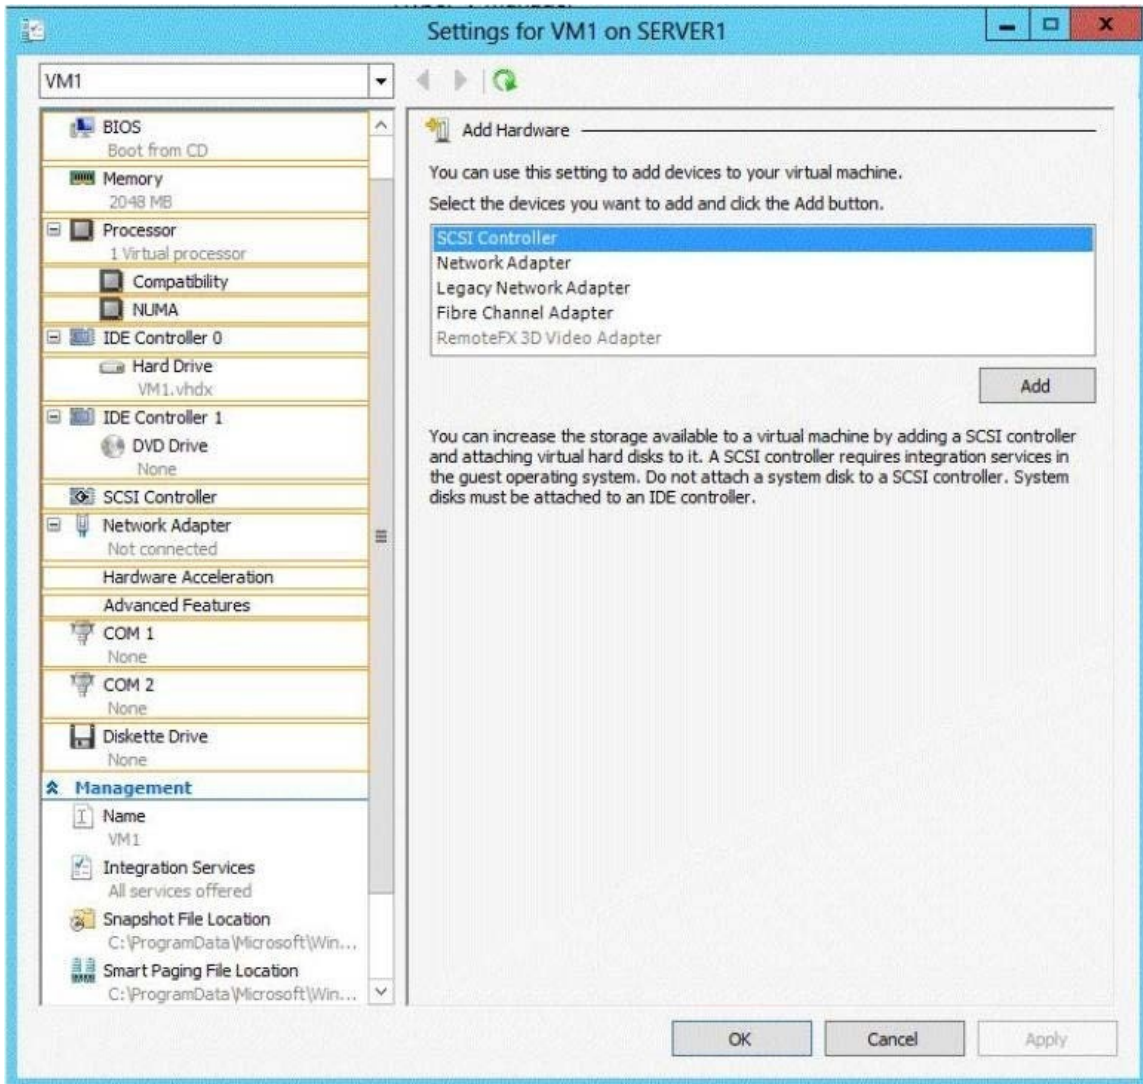 Settings for VM1 on SERVER1
VM1
BIOS
Boot from CD
Memory
2048 MB
Processor
1 Virtual processor
Compatibility
NUMA
IDE Controller 0
Hard Drive
VM1.vhdx
IDE Controller 1
DVD Drive
None
SCSI Controller
Network Adapter
Not connected
Hardware Acceleration
Advanced Features
COM 1
None
COM 2
None
Diskette Drive
None
Management
Name
VM1
Integration Services
All services offered
Snapshot File Location
C:\ProgramData\Microsoft\Win...
Smart Paging File Location
C:\ProgramData\Microsoft\Win...
Add Hardware
You can use this setting to add devices to your virtual machine.
Select the devices you want to add and click the Add button.
SCSI Controller
Network Adapter
Legacy Network Adapter
Fibre Channel Adapter
RemoteFX 3D Video Adapter
Add
You can increase the storage available to a virtual machine by adding a SCSI controller
and attaching virtual hard disks to it. A SCSI controller requires integration services in
the guest operating system. Do not attach a system disk to a SCSI controller. System
disks must be attached to an IDE controller.
OK
Cancel
Apply